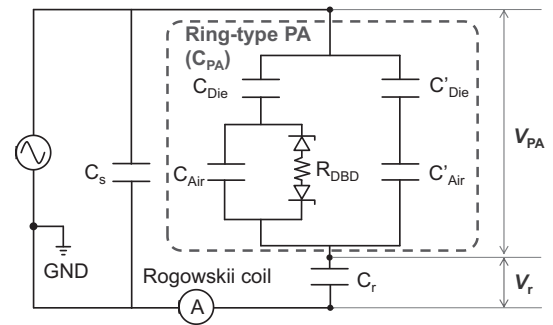 Ring-type PA
(C_PA)
C_Die
C'_Die
V_PA
C_s
C_Air
R_DBD
C'_Air
GND
Rogowskii coil
A
C_r
V_r